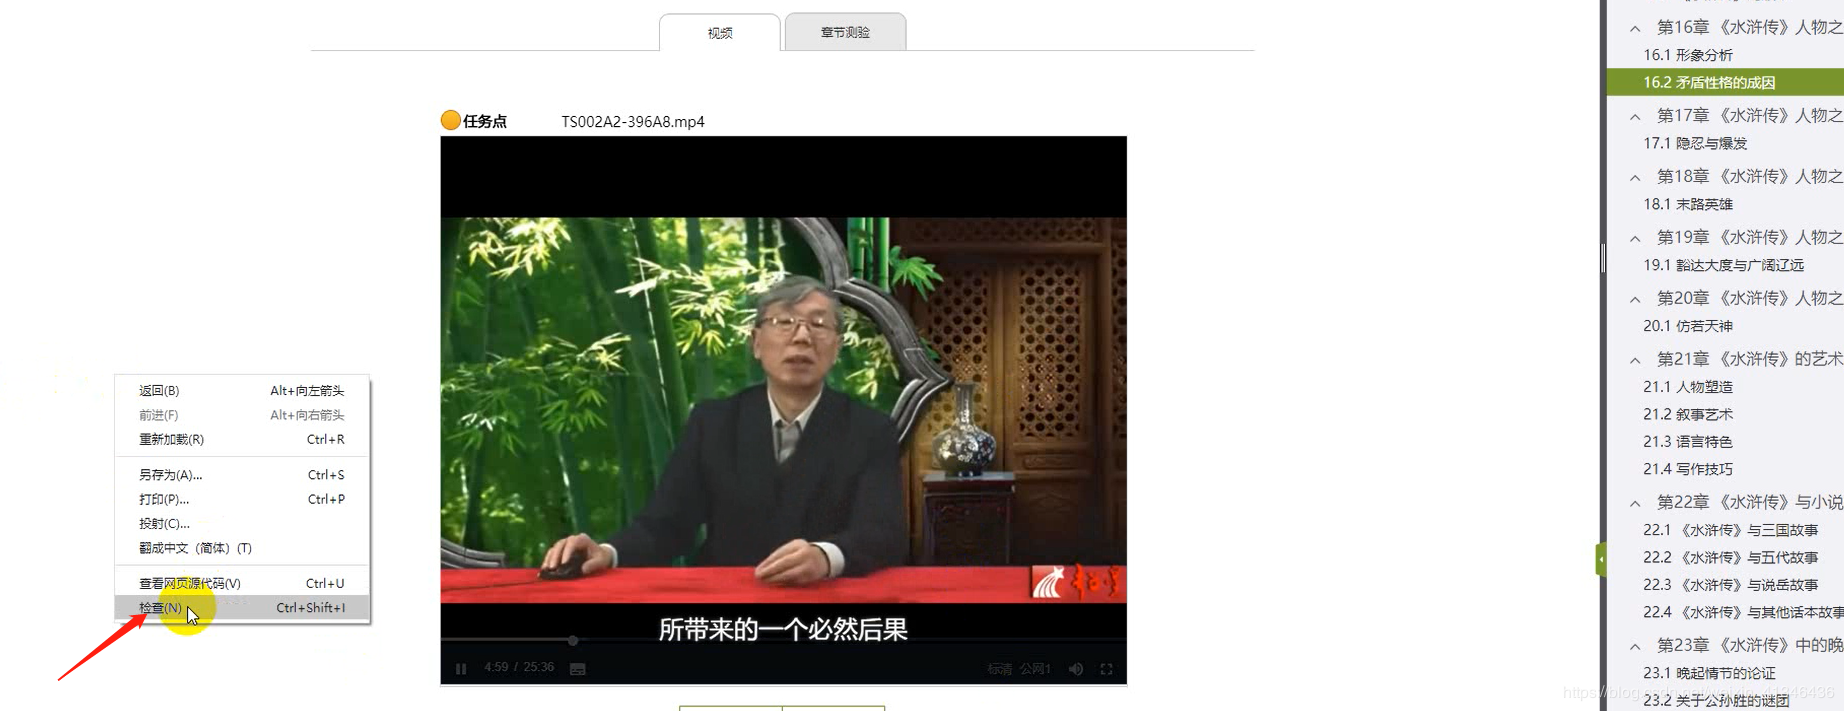 视频
章节测验
任务点
TS002A2-396A8.mp4
返回(B) Alt+向左箭头
前进(F) Alt+向右箭头
重新加载(R) Ctrl+R
另存为(A)... Ctrl+S
打印(P)... Ctrl+P
投射(C)...
翻成中文（简体）(T)
查看网页源代码(V) Ctrl+U
检查(N) Ctrl+Shift+I
所带来的一个必然后果
4:59 / 25:36
标清 公网1
第16章 《水浒传》人物之
16.1 形象分析
16.2 矛盾性格的成因
第17章 《水浒传》人物之
17.1 隐忍与爆发
第18章 《水浒传》人物之
18.1 末路英雄
第19章 《水浒传》人物之
19.1 豁达大度与广阔辽远
第20章 《水浒传》人物之
20.1 仿若天神
第21章 《水浒传》的艺术
21.1 人物塑造
21.2 叙事艺术
21.3 语言特色
21.4 写作技巧
第22章 《水浒传》与小说
22.1 《水浒传》与三国故事
22.2 《水浒传》与五代故事
22.3 《水浒传》与说岳故事
22.4 《水浒传》与其他话本故事
第23章 《水浒传》中的晚
23.1 晚起情节的论证
23.2 关于公孙胜的谜团